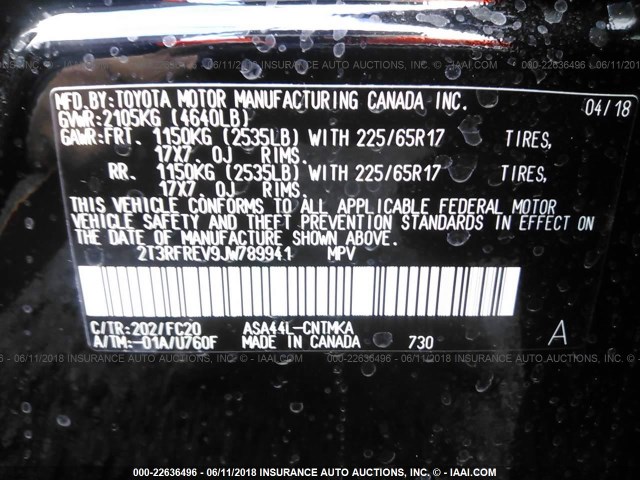 000-22636496 - 06/11/2018 INSURANCE AUTO AUCTIONS © - IAAI.COM
MFD.BY:TOYOTA MOTOR MANUFACTURING CANADA INC. 04/18
GVWR:2105KG (4640LB)
GAWR:FRT. 1150KG (2535LB) WITH 225/65R17 TIRES,
17X7.0J RIMS.
RR. 1150KG (2535LB) WITH 225/65R17 TIRES,
17X7.0J RIMS.
THIS VEHICLE CONFORMS TO ALL APPLICABLE FEDERAL MOTOR
VEHICLE SAFETY AND THEFT PREVENTION STANDARDS IN EFFECT ON
THE DATE OF MANUFACTURE SHOWN ABOVE.
2T3RFREV9JW789941 MPV
C/TR:202/FC20 ASA44L-CNTMKA A
A/TM:-01A/U760F MADE IN CANADA 730
000-22636496 - 06/11/2018 INSURANCE AUTO AUCTIONS © - IAAI.COM